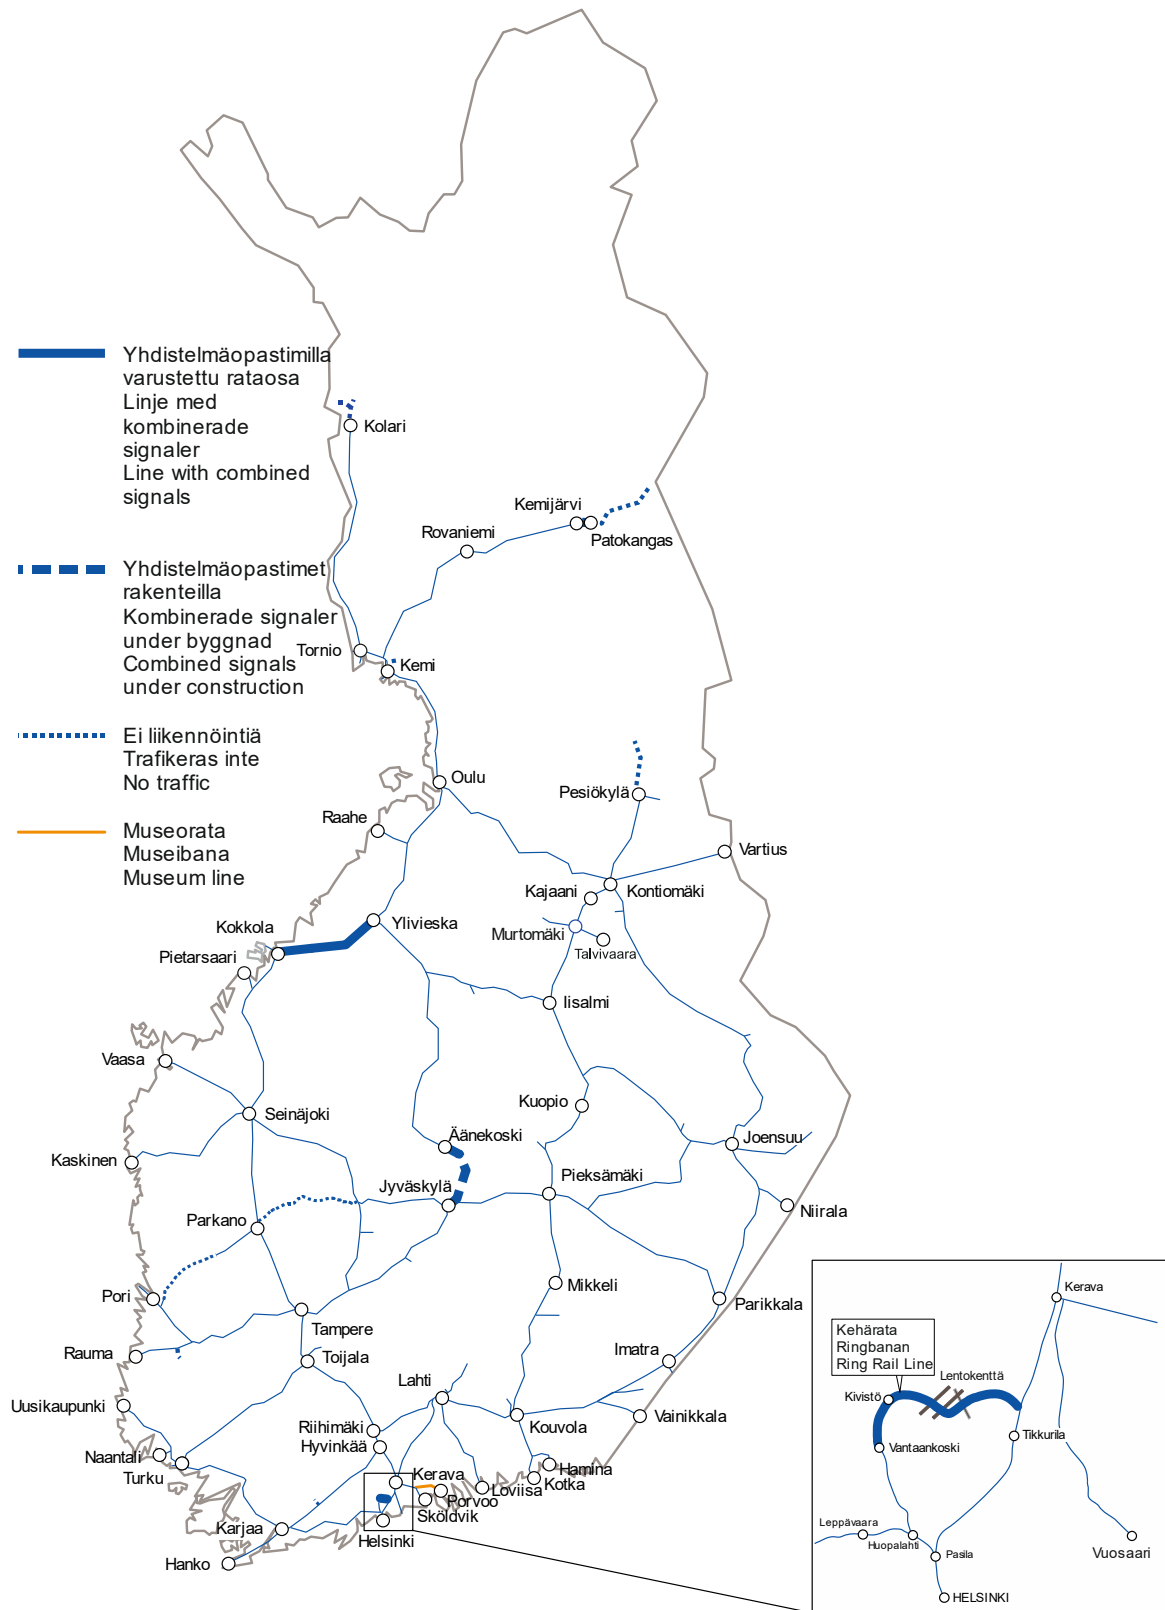 Yhdistelmäopastimilla
varustettu rataosa
Linje med
kombinerade
signaler
Line with combined
signals
Yhdistelmäopastimet
rakenteilla
Kombinerade signaler
under byggnad
Combined signals
under construction
Ei liikennöintiä
Trafikeras inte
No traffic
Museorata
Museibana
Museum line
Kolari
Kemijärvi
Rovaniemi
Patokangas
Tornio
Kemi
Oulu
Pesiökylä
Raahe
Vartius
Kajaani
Kontiomäki
Kokkola
Ylivieska
Murtomäki
Talvivaara
Pietarsaari
Iisalmi
Vaasa
Kuopio
Seinäjoki
Äänekoski
Joensuu
Kaskinen
Jyväskylä
Pieksämäki
Niirala
Parkano
Mikkeli
Pori
Parikkala
Tampere
Rauma
Toijala
Imatra
Lahti
Uusikaupunki
Riihimäki
Kouvola
Vainikkala
Hyvinkää
Naantali
Turku
Kerava
Hamina
Kotka
Loviisa
Porvoo
Sköldvik
Karjaa
Helsinki
Hanko
Kerava
Kehärata
Ringbanan
Ring Rail Line
Lentokenttä
Kivistö
Tikkurila
Vantaankoski
Leppävaara
Huopalahti
Pasila
Vuosaari
HELSINKI